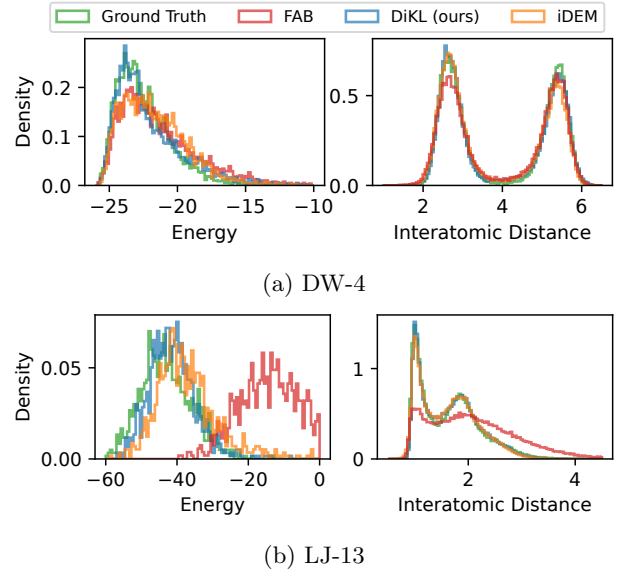 Ground Truth FAB DiKL (ours) iDEM
Density
0.2
0.1
0.0
−25 −20 −15 −10
Energy
0.5
0.0
2 4 6
Interatomic Distance
(a) DW-4
Density
0.05
0.00
−60 −40 −20 0
Energy
1
0
2 4
Interatomic Distance
(b) LJ-13